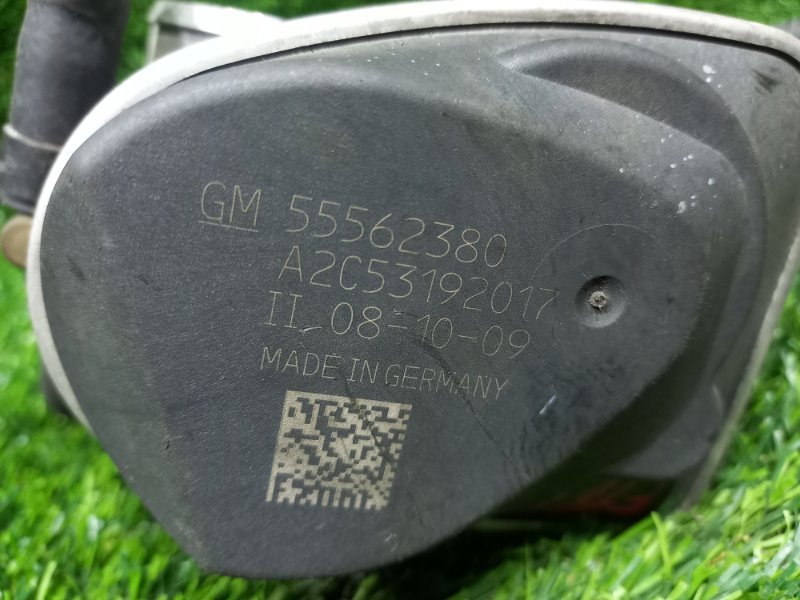 GM 55562380
A2C53192017
II 08-10-09
MADE IN GERMANY